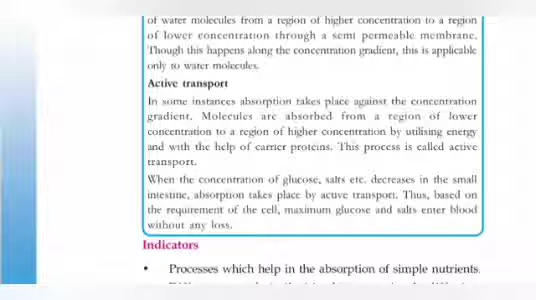 of water molecules from a region of higher concentration to a region
of lower concentration through a semi permeable membrane.
Though this happens along the concentration gradient, this is applicable
only to water molecules.
Active transport
In some instances absorption takes place against the concentration
gradient. Molecules are absorbed from a region of lower
concentration to a region of higher concentration by utilising energy
and with the help of carrier proteins. This process is called active
transport.
When the concentration of glucose, salts etc. decreases in the small
intestine, absorption takes place by active transport. Thus, based on
the requirement of the cell, maximum glucose and salts enter blood
without any loss.
Indicators
• Processes which help in the absorption of simple nutrients.